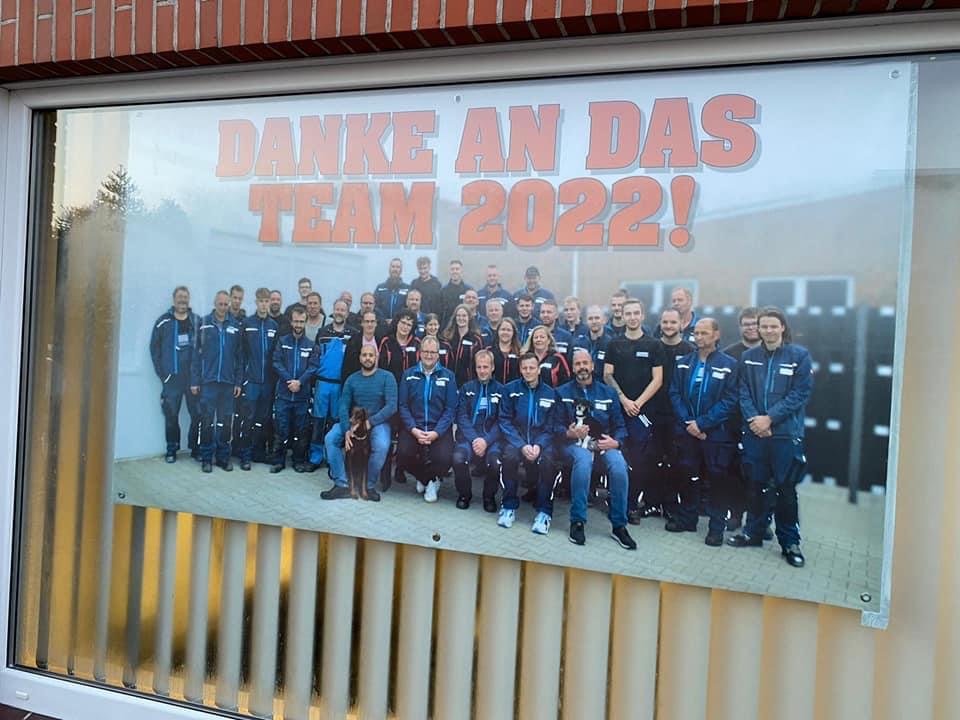 DANKE AN DAS
TEAM 2022!